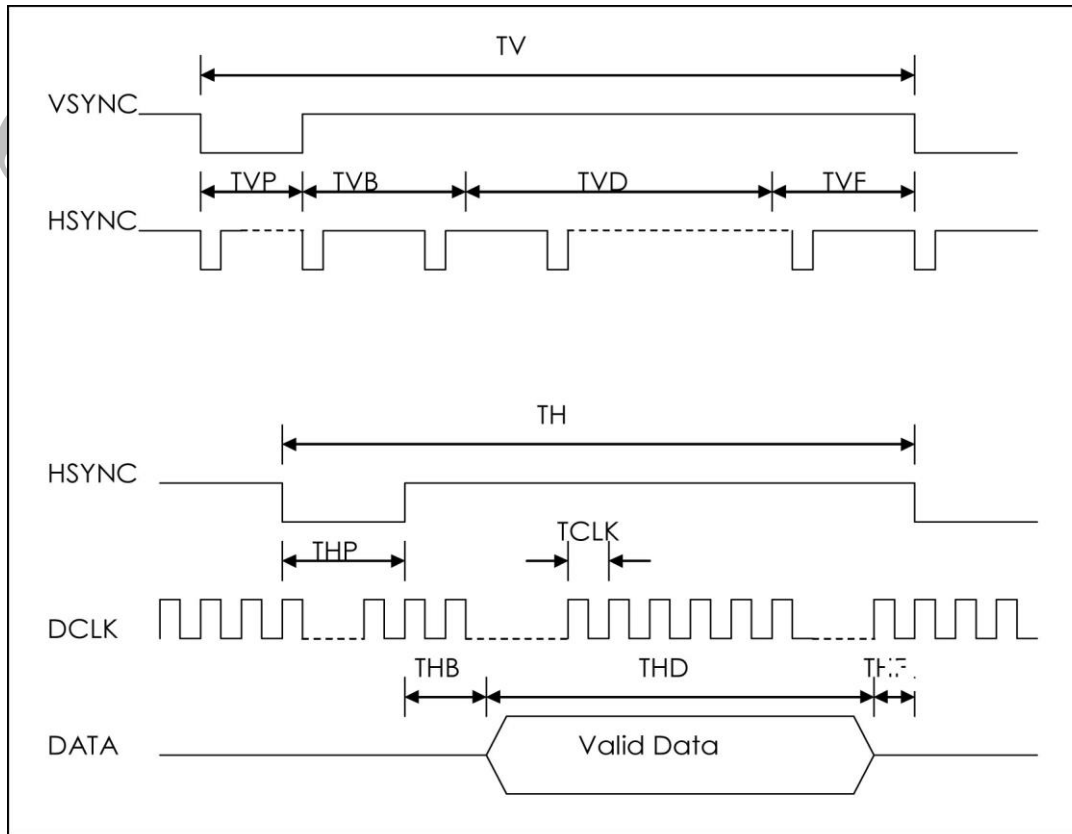 TV
VSYNC
TVP TVB TVD TVF
HSYNC
TH
HSYNC
TCLK
THP
DCLK
THB THD
DATA Valid Data